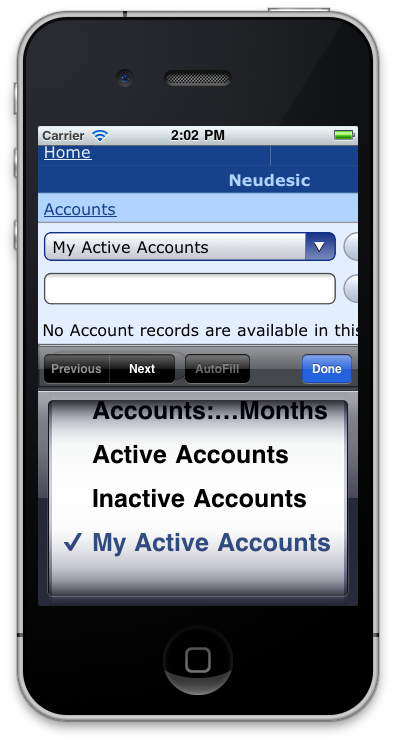 Carrier 2:02 PM
Home
Neudesic
Accounts
My Active Accounts
No Account records are available in this
Previous Next AutoFill Done
Accounts:...Months
Active Accounts
Inactive Accounts
✓ My Active Accounts